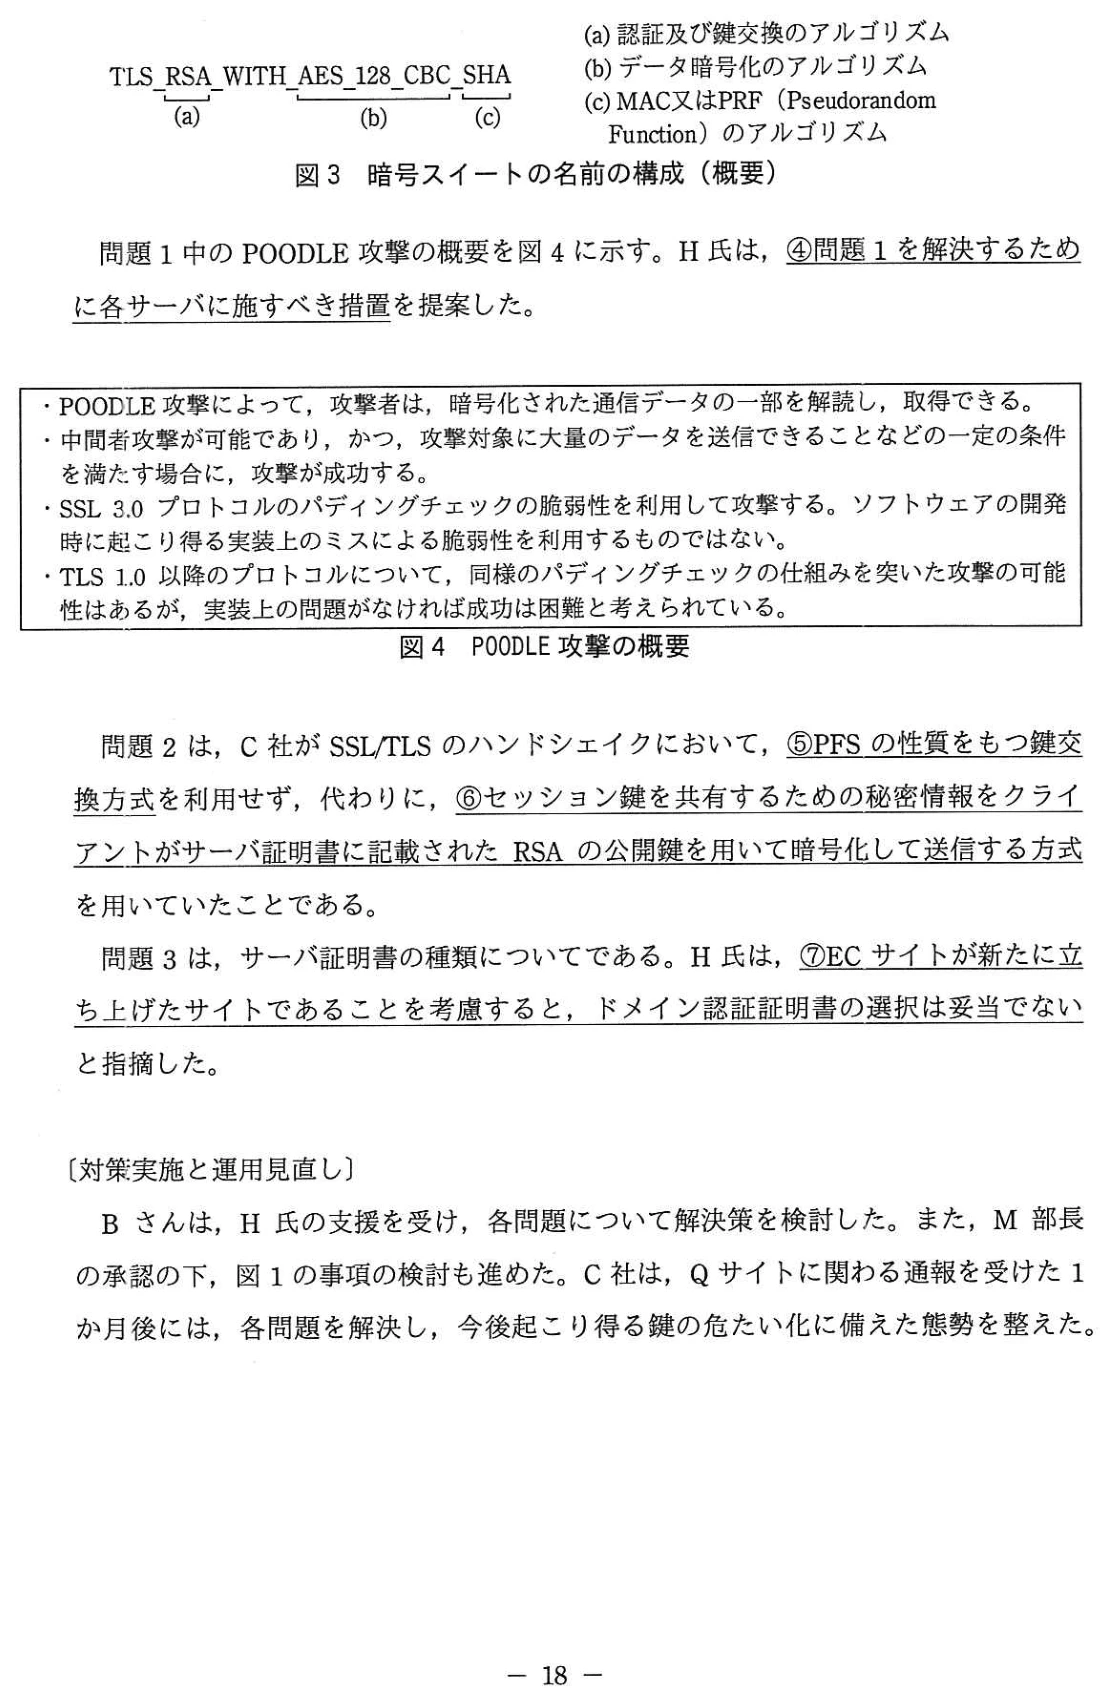 TLS_RSA_WITH_AES_128_CBC_SHA
(a) (b) (c)
(a) 認証及び鍵交換のアルゴリズム
(b) データ暗号化のアルゴリズム
(c) MAC又はPRF（Pseudorandom
Function）のアルゴリズム
図3 暗号スイートの名前の構成（概要）
問題1中のPOODLE攻撃の概要を図4に示す。H氏は，④問題1を解決するため
に各サーバに施すべき措置を提案した。
・POODLE攻撃によって，攻撃者は，暗号化された通信データの一部を解読し，取得できる。
・中間者攻撃が可能であり，かつ，攻撃対象に大量のデータを送信できることなどの一定の条件
を満たす場合に，攻撃が成功する。
・SSL 3.0 プロトコルのパディングチェックの脆弱性を利用して攻撃する。ソフトウェアの開発
時に起こり得る実装上のミスによる脆弱性を利用するものではない。
・TLS 1.0 以降のプロトコルについて，同様のパディングチェックの仕組みを突いた攻撃の可能
性はあるが，実装上の問題がなければ成功は困難と考えられている。
図4 POODLE攻撃の概要
問題2は，C社がSSL/TLSのハンドシェイクにおいて，⑤PFSの性質をもつ鍵交
換方式を利用せず，代わりに，⑥セッション鍵を共有するための秘密情報をクライ
アントがサーバ証明書に記載された RSA の公開鍵を用いて暗号化して送信する方式
を用いていたことである。
問題3は，サーバ証明書の種類についてである。H氏は，⑦ECサイトが新たに立
ち上げたサイトであることを考慮すると，ドメイン認証証明書の選択は妥当でない
と指摘した。
〔対策実施と運用見直し〕
B さんは，H 氏の支援を受け，各問題について解決策を検討した。また，M 部長
の承認の下，図1の事項の検討も進めた。C社は，Qサイトに関わる通報を受けた1
か月後には，各問題を解決し，今後起こり得る鍵の危たい化に備えた態勢を整えた。
－ 18 －